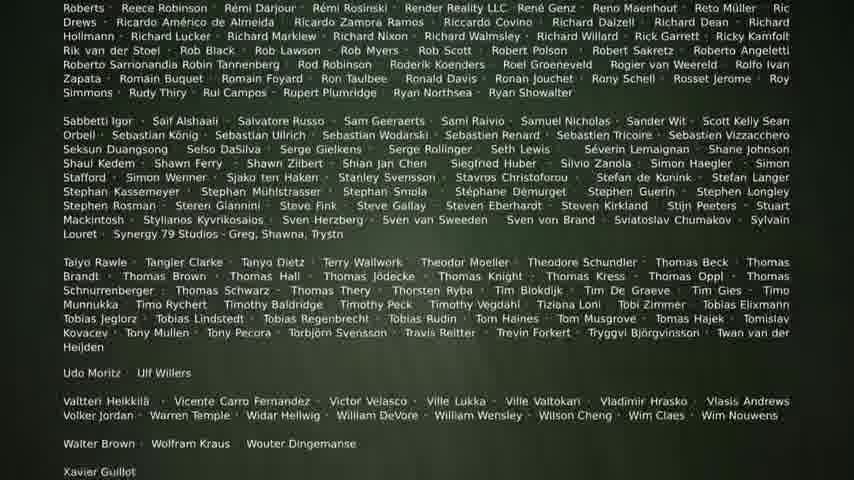 Roberts · Reece Robinson · Rémi Darjour · Rémi Rosinski · Render Reality LLC · René Genz · Reno Maenhout · Reto Müller · Ric
Drews · Ricardo Américo de Almeida · Ricardo Zamora Ramos · Riccardo Covino · Richard Dalzell · Richard Dean · Richard
Hollmann · Richard Lucker · Richard Marklew · Richard Nixon · Richard Walmsley · Richard Willard · Rick Garrett · Ricky Kamfolt
Rik van der Stoel · Rob Black · Rob Lawson · Rob Myers · Rob Scott · Robert Polson · Robert Sakretz · Roberto Angeletti
Roberto Sarrionandia Robin Tannenberg · Rod Robinson · Roderik Koenders · Roel Groeneveld · Rogier van Weereld · Rolfo Ivan
Zapata · Romain Buquet · Romain Foyard · Ron Taulbee · Ronald Davis · Ronan Jouchet · Rony Schell · Rosset Jerome · Roy
Simmons · Rudy Thiry · Rui Campos · Rupert Plumridge · Ryan Northsea · Ryan Showalter
Sabbetti Igor · Saif Alshaali · Salvatore Russo · Sam Geeraerts · Sami Raivio · Samuel Nicholas · Sander Wit · Scott Kelly Sean
Orbell · Sebastian König · Sebastian Ullrich · Sebastian Wodarski · Sebastien Renard · Sebastien Tricoire · Sebastien Vizzacchero
Seksun Duangsong · Selso DaSilva · Serge Gielkens · Serge Rollinger · Seth Lewis · Séverin Lemaignan · Shane Johnson
Shaul Kedem · Shawn Ferry · Shawn Zilbert · Shian Jan Chen · Siegfried Huber · Silvio Zanola · Simon Haegler · Simon
Stafford · Simon Werner · Sjako ten Haken · Stanley Svensson · Stavros Christoforou · Stefan de Konink · Stefan Langer
Stephan Kassemeyer · Stephan Mühlstrasser · Stephan Smola · Stéphane Demurget · Stephen Guerin · Stephen Longley
Stephen Rosman · Steren Giannini · Steve Fink · Steve Gallay · Steven Eberhardt · Steven Kirkland · Stijn Peeters · Stuart
Mackintosh · Stylianos Kyvrikosaios · Sven Herzberg · Sven van Sweeden · Sven von Brand · Sviatoslav Chumakov · Sylvain
Louret · Synergy 79 Studios - Greg, Shawna, Trystn
Taiyo Rawle · Tangler Clarke · Tanyo Dietz · Terry Wallwork · Theodor Moeller · Theodore Schundler · Thomas Beck · Thomas
Brandt · Thomas Brown · Thomas Hall · Thomas Jödecke · Thomas Knight · Thomas Kress · Thomas Oppl · Thomas
Schnurrenberger · Thomas Schwarz · Thomas Thery · Thorsten Ryba · Tim Blokdijk · Tim De Graeve · Tim Gies · Timo
Munnukka · Timo Rychert · Timothy Baldridge · Timothy Peck · Timothy Vegdahl · Tiziana Loni · Tobi Zimmer · Tobias Elixmann
Tobias Jeglorz · Tobias Lindstedt · Tobias Regenbrecht · Tobias Rudin · Tom Haines · Tom Musgrove · Tomas Hajek · Tomislav
Kovacev · Tony Mullen · Tony Pecora · Torbjörn Svensson · Travis Reitter · Trevin Forkert · Tryggvi Björgvinsson · Twan van der
Heijden
Udo Moritz · Ulf Willers
Valtteri Heikkilä · Vicente Carro Fernandez · Victor Velasco · Ville Lukka · Ville Valtokari · Vladimir Hrasko · Vlasis Andrews
Volker Jordan · Warren Temple · Widar Hellwig · William DeVore · William Wensley · Wilson Cheng · Wim Claes · Wim Nouwens
Walter Brown · Wolfram Kraus · Wouter Dingemanse
Xavier Guillot